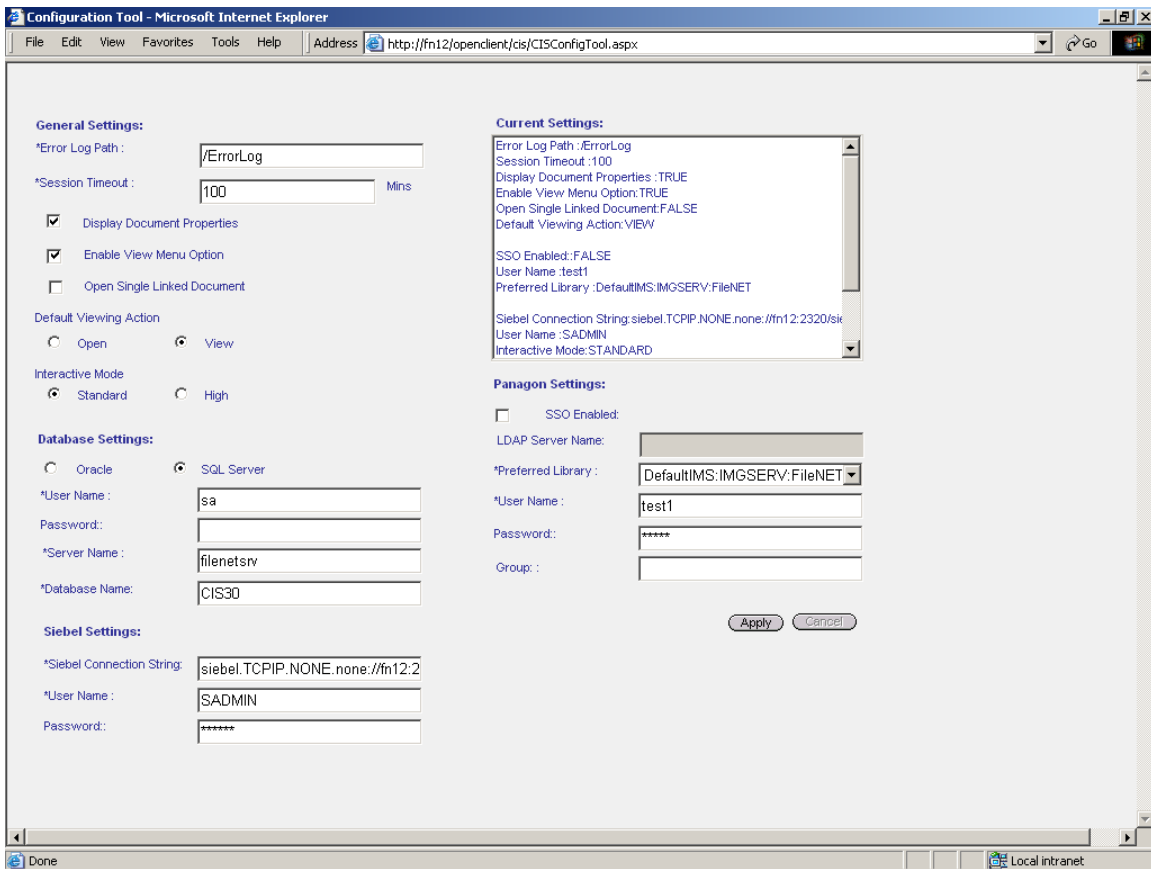 Configuration Tool - Microsoft Internet Explorer
File Edit View Favorites Tools Help Address http://fn12/openclient/cis/CISConfigTool.aspx Go
General Settings:
*Error Log Path : /ErrorLog
*Session Timeout : 100 Mins
Display Document Properties
Enable View Menu Option
Open Single Linked Document
Default Viewing Action
Open View
Interactive Mode
Standard High
Database Settings:
Oracle SQL Server
*User Name : sa
Password::
*Server Name : filenetsrv
*Database Name: CIS30
Siebel Settings:
*Siebel Connection String: siebel.TCPIP.NONE.none://fn12:2
*User Name : SADMIN
Password:: ******
Current Settings:
Error Log Path :/ErrorLog
Session Timeout :100
Display Document Properties :TRUE
Enable View Menu Option:TRUE
Open Single Linked Document:FALSE
Default Viewing Action:VIEW
SSO Enabled::FALSE
User Name :test1
Preferred Library :DefaultIMS:IMGSERV:FileNET
Siebel Connection String:siebel.TCPIP.NONE.none://fn12:2320/sie
User Name :SADMIN
Interactive Mode:STANDARD
Panagon Settings:
SSO Enabled:
LDAP Server Name:
*Preferred Library : DefaultIMS:IMGSERV:FileNET
*User Name : test1
Password:: *****
Group: :
Apply Cancel
Done Local intranet